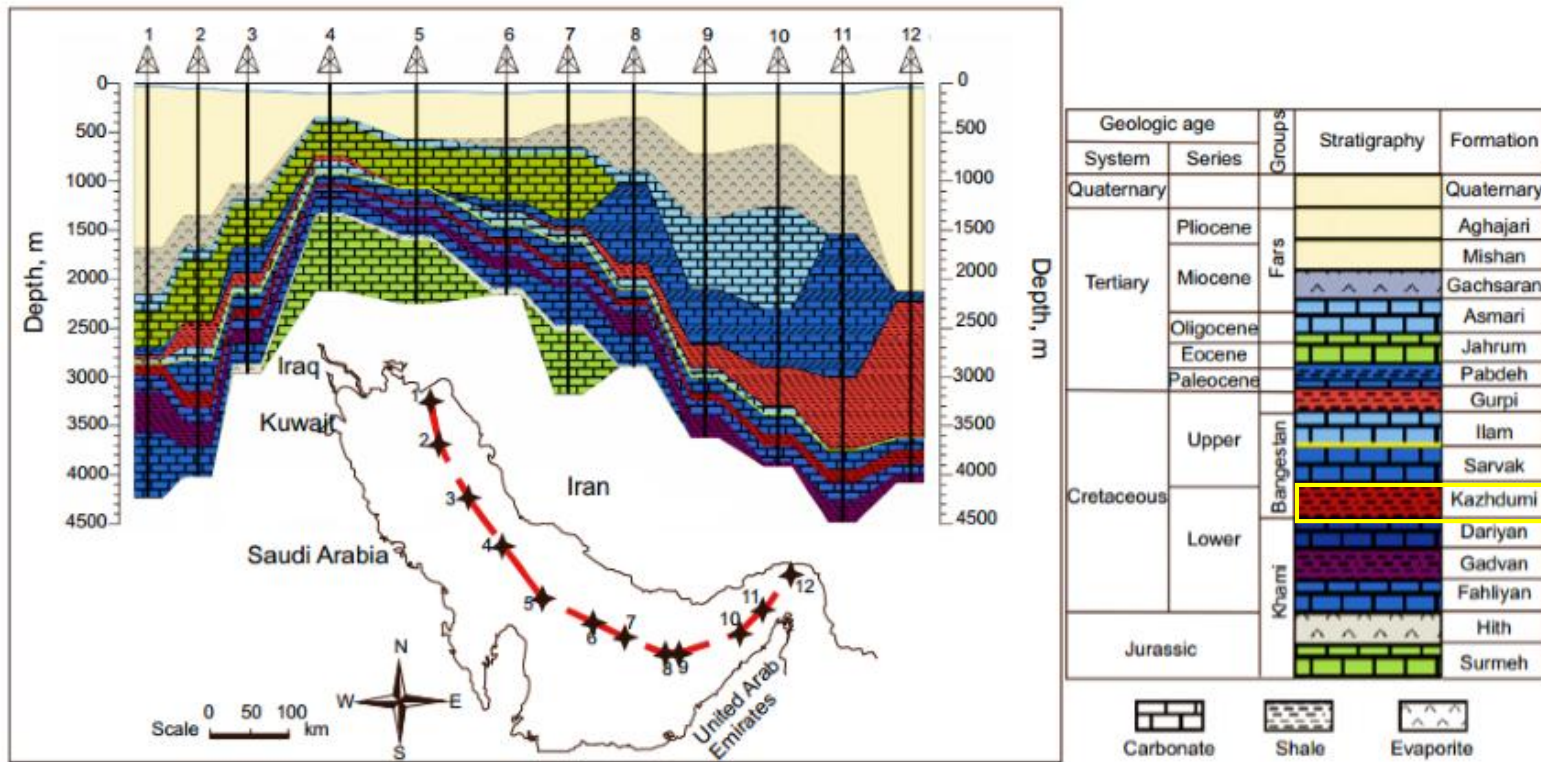 1 2 3 4 5 6 7 8 9 10 11 12
0
500
1000
1500
2000
2500
3000
3500
4000
4500
Depth, m
0
500
1000
1500
2000
2500
3000
3500
4000
4500
Depth, m
Iraq
Kuwait
Iran
Saudi Arabia
United Arab
Emirates
1
2
3
4
5
6
7
8
9
10
11
12
N
W E
S
Scale 0 50 100
km
Geologic age Groups Stratigraphy Formation
System Series
Quaternary Quaternary
Tertiary Pliocene Fars Aghajari
Mishan
Miocene Gachsaran
Asmari
Oligocene
Eocene Jahrum
Paleocene Pabdeh
Cretaceous Gurpi
Upper Bangestan Ilam
Sarvak
Lower Kazhdumi
Khami Dariyan
Gadvan
Fahliyan
Jurassic Hith
Surmeh
Carbonate Shale Evaporite